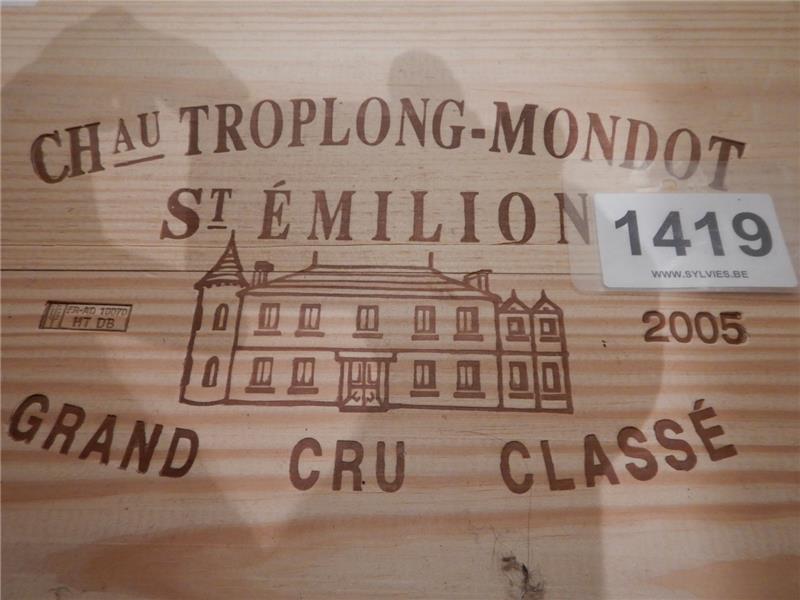 CHAU TROPLONG-MONDOT
ST ÉMILION
1419
WWW.SYLVIES.BE
HT DB
2005
GRAND CRU CLASSÉ